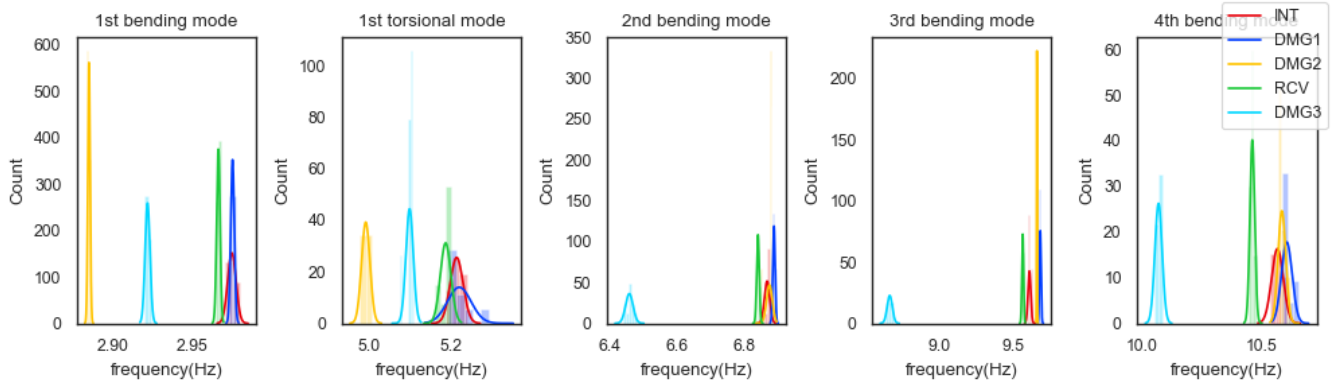 1st bending mode
600
500
400
300
200
100
0
Count
2.90
2.95
frequency(Hz)
1st torsional mode
100
80
60
40
20
0
Count
5.0
5.2
frequency(Hz)
2nd bending mode
350
300
250
200
150
100
50
0
Count
6.4
6.6
6.8
frequency(Hz)
3rd bending mode
200
150
100
50
0
Count
9.0
9.5
frequency(Hz)
4th bending mode
60
50
40
30
20
10
0
Count
10.0
10.5
frequency(Hz)
INT
DMG1
DMG2
RCV
DMG3